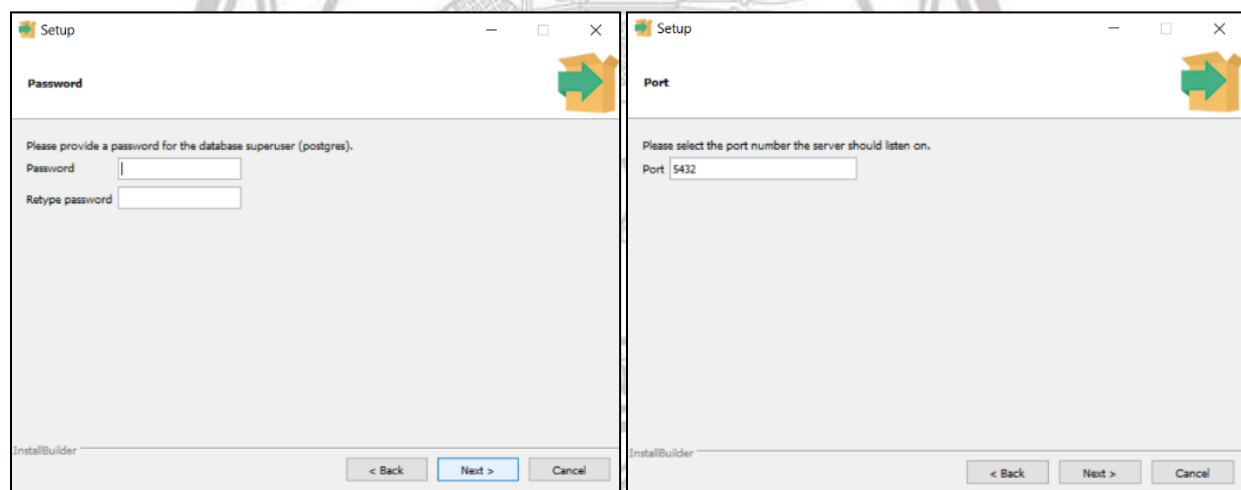 Setup
Password
Please provide a password for the database superuser (postgres).
Password
Retype password
InstallBuilder
< Back Next > Cancel
Setup
Port
Please select the port number the server should listen on.
Port 5432
InstallBuilder
< Back Next > Cancel